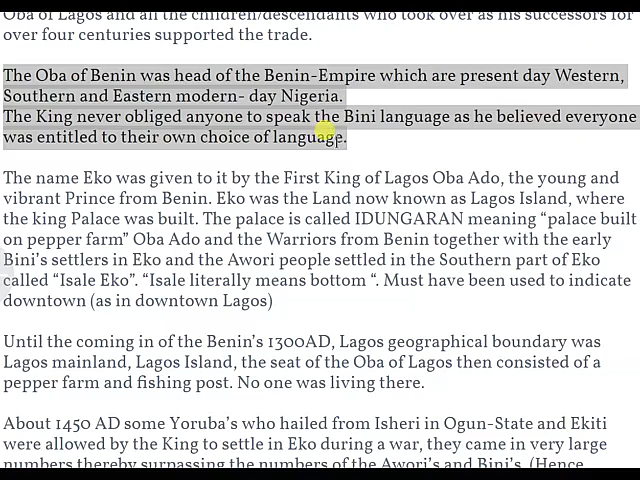 Oba of Lagos and all the children/descendants who took over as his successors for
over four centuries supported the trade.
The Oba of Benin was head of the Benin-Empire which are present day Western,
Southern and Eastern modern- day Nigeria.
The King never obliged anyone to speak the Bini language as he believed everyone
was entitled to their own choice of language.
The name Eko was given to it by the First King of Lagos Oba Ado, the young and
vibrant Prince from Benin. Eko was the Land now known as Lagos Island, where
the king Palace was built. The palace is called IDUNGARAN meaning “palace built
on pepper farm” Oba Ado and the Warriors from Benin together with the early
Bini’s settlers in Eko and the Awori people settled in the Southern part of Eko
called “Isale Eko”. “Isale literally means bottom “. Must have been used to indicate
downtown (as in downtown Lagos)
Until the coming in of the Benin’s 1300AD, Lagos geographical boundary was
Lagos mainland, Lagos Island, the seat of the Oba of Lagos then consisted of a
pepper farm and fishing post. No one was living there.
About 1450 AD some Yoruba’s who hailed from Isheri in Ogun-State and Ekiti
were allowed by the King to settle in Eko during a war, they came in very large
numbers thereby surpassing the numbers of the Awori’s and Bini’s. (Hence